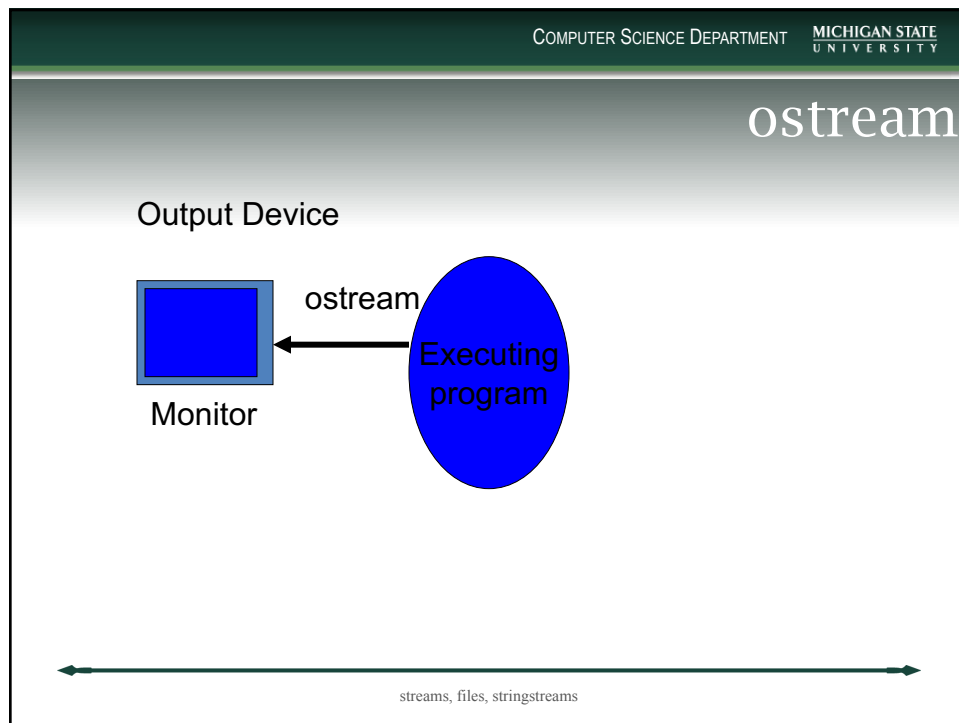 COMPUTER SCIENCE DEPARTMENT
MICHIGAN STATE
UNIVERSITY
ostream
Output Device
ostream
Executing
program
Monitor
streams, files, stringstreams